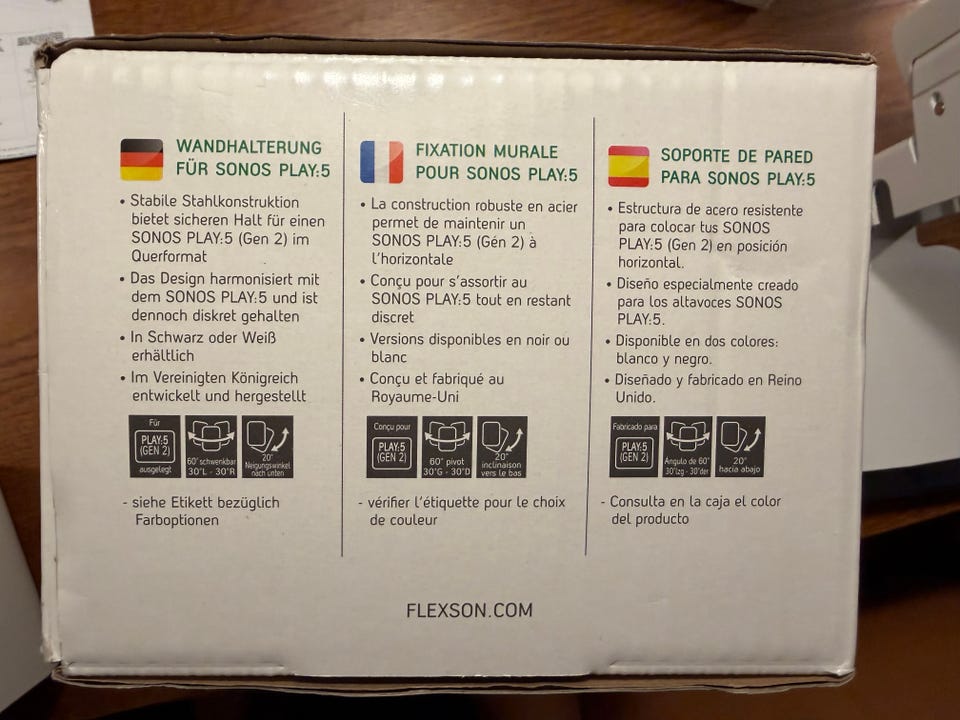 WANDHALTERUNG
FÜR SONOS PLAY:5
• Stabile Stahlkonstruktion
bietet sicheren Halt für einen
SONOS PLAY:5 (Gen 2) im
Querformat
• Das Design harmonisiert mit
dem SONOS PLAY:5 und ist
dennoch diskret gehalten
• In Schwarz oder Weiß
erhältlich
• Im Vereinigten Königreich
entwickelt und hergestellt
Für
PLAY:5
(GEN 2)
ausgelegt
60° schwenkbar
30°L - 30°R
20°
Neigungswinkel
nach unten
- siehe Etikett bezüglich
Farboptionen
FIXATION MURALE
POUR SONOS PLAY:5
• La construction robuste en acier
permet de maintenir un
SONOS PLAY:5 (Gén 2) à
l'horizontale
• Conçu pour s'assortir au
SONOS PLAY:5 tout en restant
discret
• Versions disponibles en noir ou
blanc
• Conçu et fabriqué au
Royaume-Uni
Conçu pour
PLAY:5
(GEN 2)
60° pivot
30°G - 30°D
20°
inclinaison
vers le bas
- vérifier l'étiquette pour le choix
de couleur
SOPORTE DE PARED
PARA SONOS PLAY:5
• Estructura de acero resistente
para colocar tus SONOS
PLAY:5 (Gen 2) en posición
horizontal.
• Diseño especialmente creado
para los altavoces SONOS
PLAY:5.
• Disponible en dos colores:
blanco y negro.
• Diseñado y fabricado en Reino
Unido.
Fabricado para
PLAY:5
(GEN 2)
Angulo de 60°
30°izq - 30°der
20°
hacia abajo
- Consulta en la caja el color
del producto
FLEXSON.COM